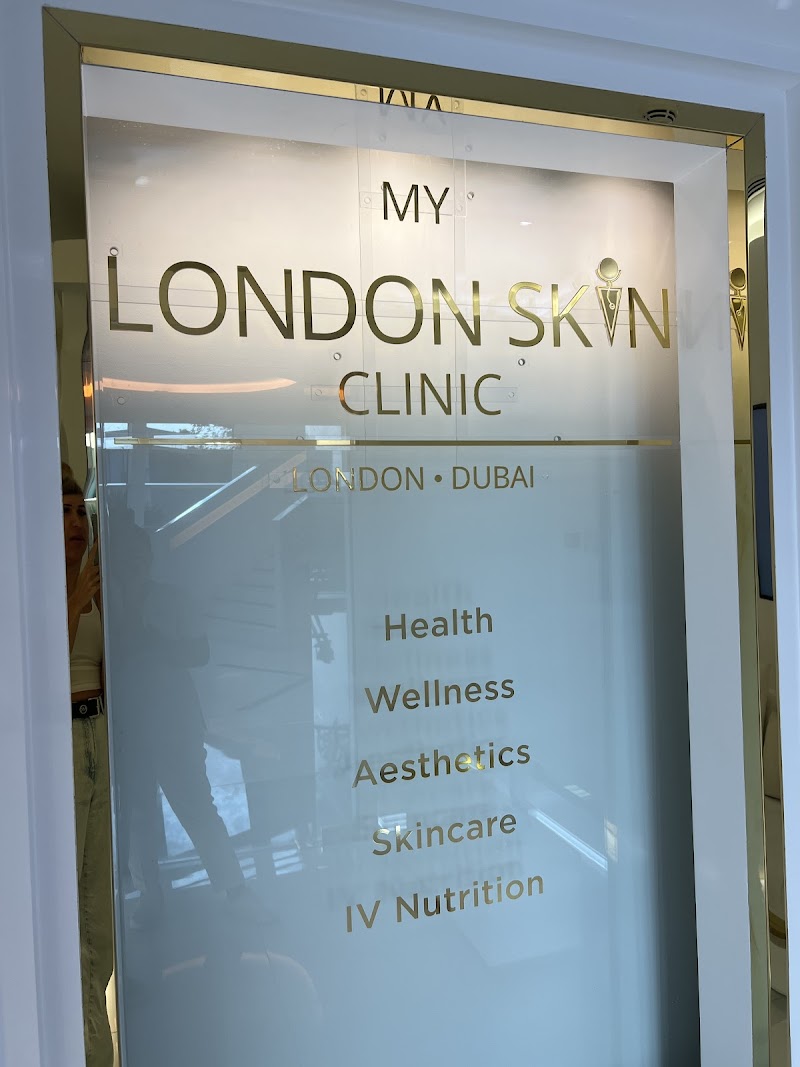 MY
LONDON SKIN
CLINIC
LONDON • DUBAI
Health
Wellness
Aesthetics
Skincare
IV Nutrition